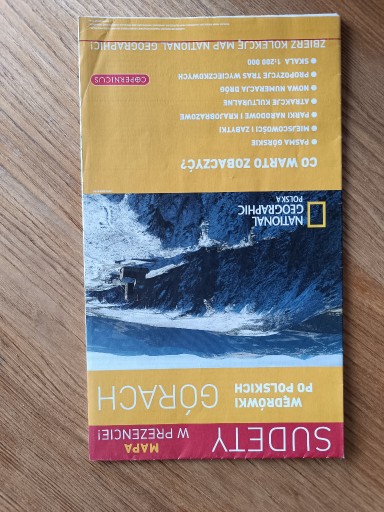 SUDETY
MAPA
W PREZENCIE!
WĘDRÓWKI
PO POLSKICH
GÓRACH
NATIONAL
GEOGRAPHIC
POLSKA
CO WARTO ZOBACZYĆ?
● PASMA GÓRSKIE
● MIEJSCOWOŚCI I ZABYTKI
● PARKI NARODOWE I KRAJOBRAZOWE
● ATRAKCJE KULTURALNE
● NOWA NUMERACJA DRÓG
● PROPOZYCJE TRAS WYCIECZKOWYCH
● SKALA 1:200 000
COPERNICUS
ZBIERZ KOLEKCJĘ MAP NATIONAL GEOGRAPHIC!